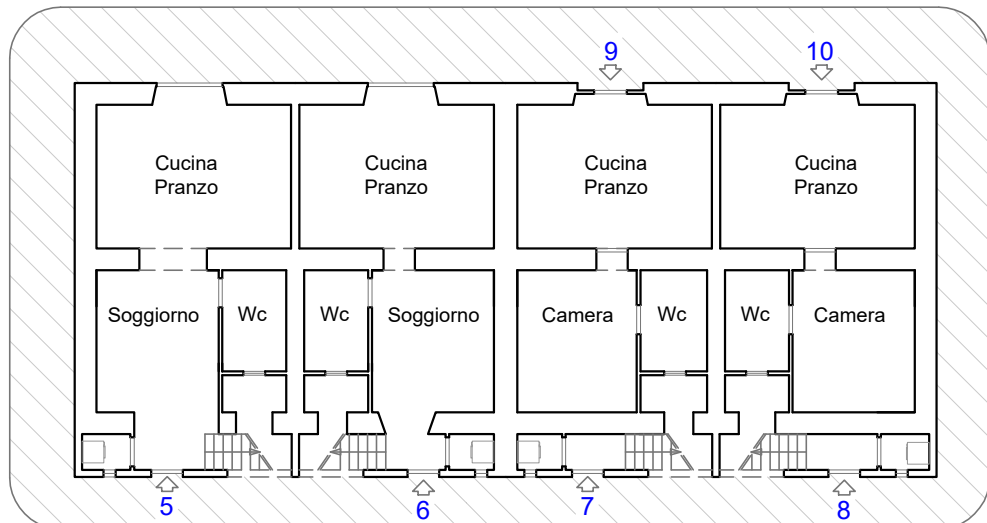 9
10
Cucina
Pranzo
Cucina
Pranzo
Cucina
Pranzo
Cucina
Pranzo
Soggiorno
Wc
Wc
Soggiorno
Camera
Wc
Wc
Camera
5
6
7
8